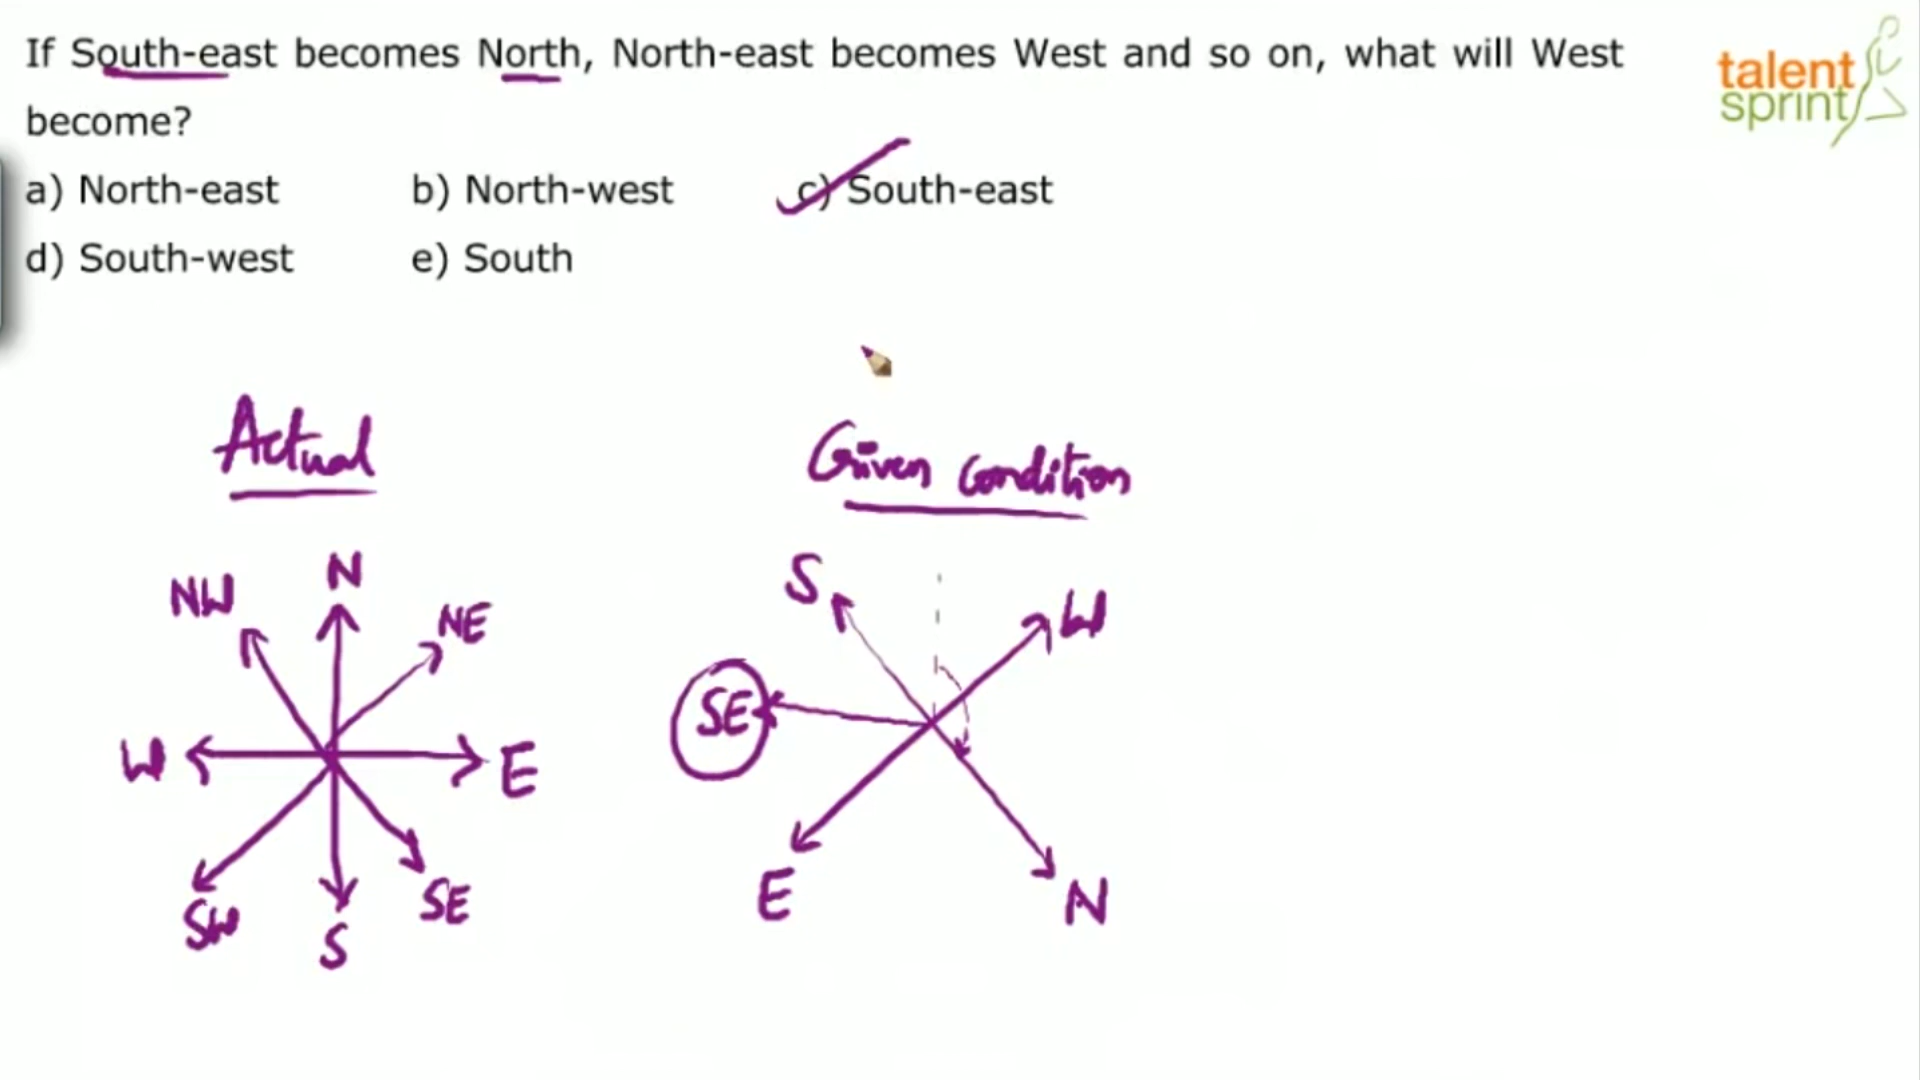 If South-east becomes North, North-east becomes West and so on, what will West
become?
talent
sprint
a) North-east b) North-west c) South-east
d) South-west e) South
Actual
Given condition
N
NW
NE
W
E
SW
S
SE
S
W
SE
E
N